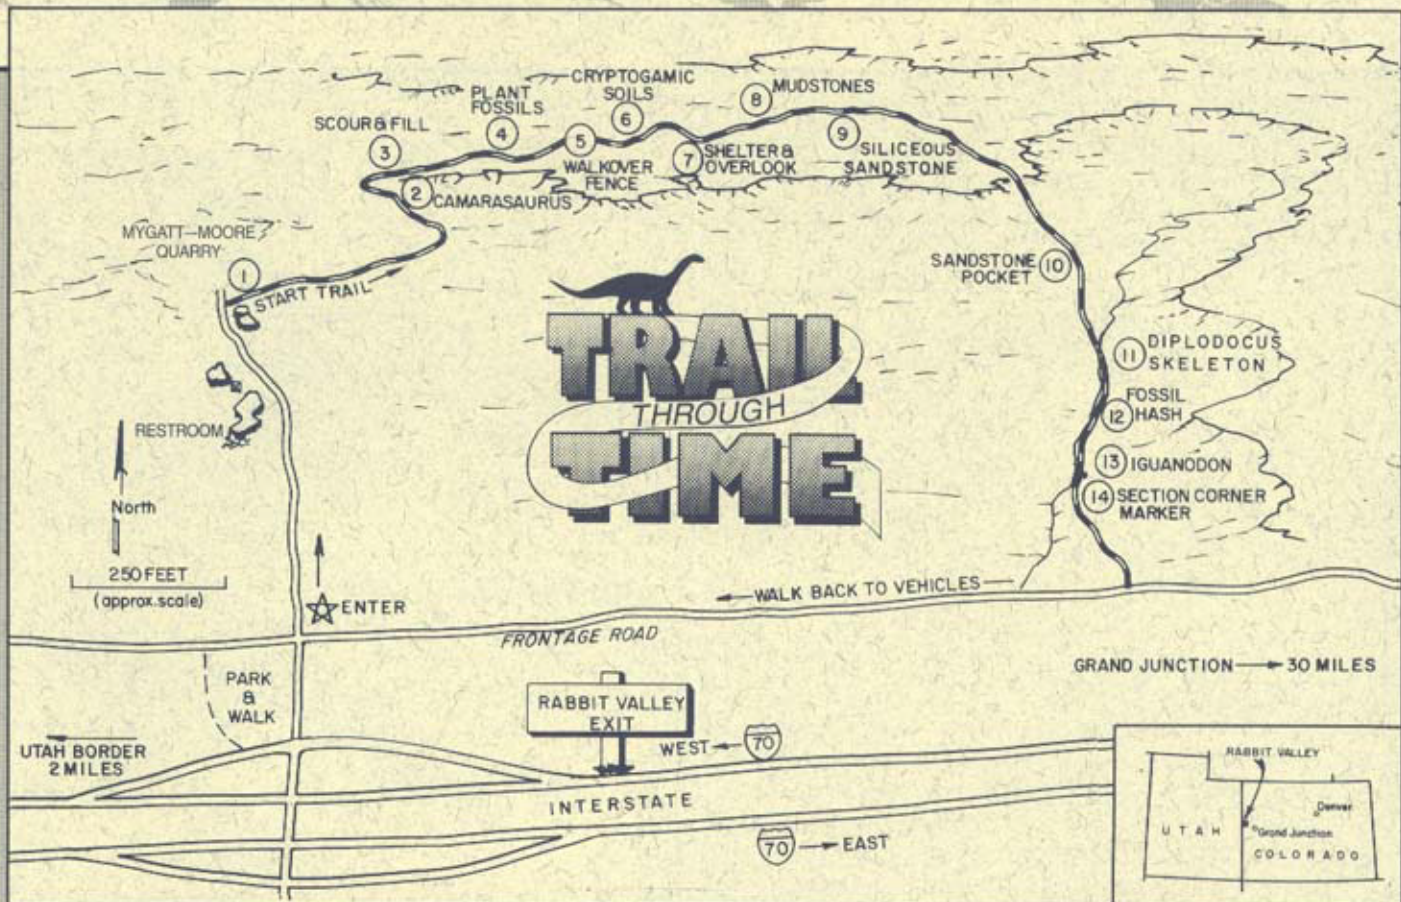 CRYPTOGAMIC
SOILS
6
PLANT
FOSSILS
4
8
MUDSTONES
SCOUR & FILL
3
5
WALKOVER
FENCE
7
SHELTER &
OVERLOOK
9
SILICEOUS
SANDSTONE
2
CAMARASAURUS
MYGATT-MOORE
QUARRY
1
START TRAIL
SANDSTONE
POCKET
10
TRAIL
THROUGH
TIME
11
DIPLODOCUS
SKELETON
12
FOSSIL
HASH
13
IGUANODON
14
SECTION CORNER
MARKER
RESTROOM
North
250 FEET
(approx. scale)
ENTER
WALK BACK TO VEHICLES
FRONTAGE ROAD
PARK
&
WALK
GRAND JUNCTION 30 MILES
RABBIT VALLEY
EXIT
UTAH BORDER
2 MILES
WEST 70
INTERSTATE
70 EAST
RABBIT VALLEY
Denver
UTAH
Grand Junction
COLORADO